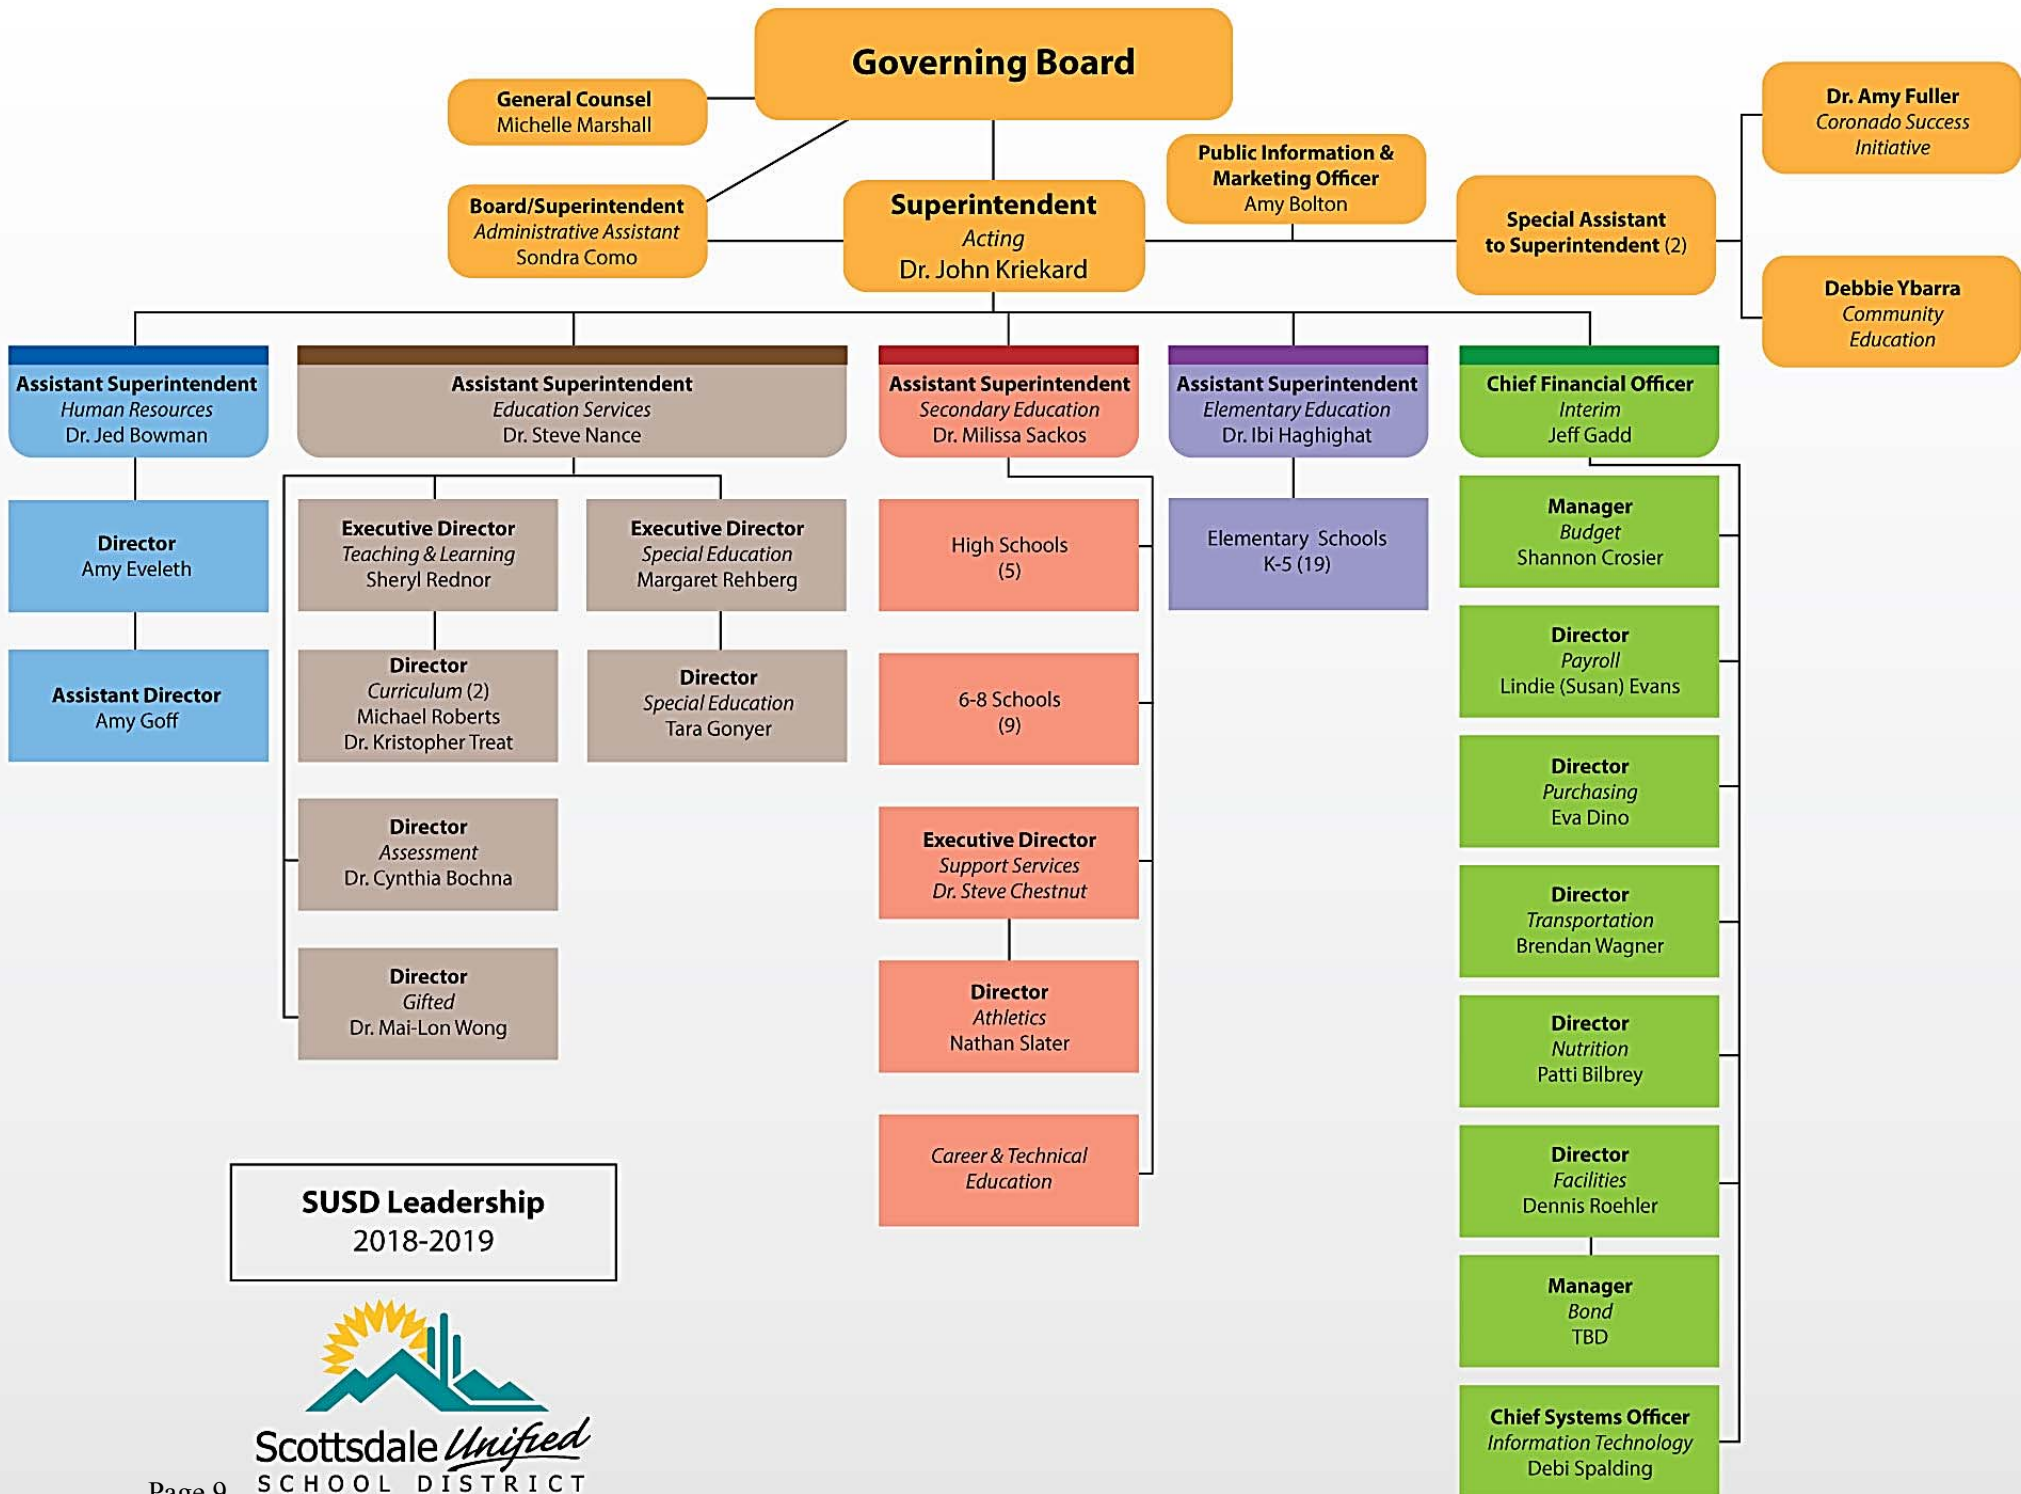 Governing Board
General Counsel
Michelle Marshall
Board/Superintendent
Administrative Assistant
Sondra Como
Superintendent
Acting
Dr. John Kriekard
Public Information &
Marketing Officer
Amy Bolton
Special Assistant
to Superintendent (2)
Dr. Amy Fuller
Coronado Success
Initiative
Debbie Ybarra
Community
Education
Assistant Superintendent
Human Resources
Dr. Jed Bowman
Director
Amy Eveleth
Assistant Director
Amy Goff
Assistant Superintendent
Education Services
Dr. Steve Nance
Executive Director
Teaching & Learning
Sheryl Rednor
Director
Curriculum (2)
Michael Roberts
Dr. Kristopher Treat
Director
Assessment
Dr. Cynthia Bochna
Director
Gifted
Dr. Mai-Lon Wong
Executive Director
Special Education
Margaret Rehberg
Director
Special Education
Tara Gonyer
Assistant Superintendent
Secondary Education
Dr. Milissa Sackos
High Schools
(5)
6-8 Schools
(9)
Executive Director
Support Services
Dr. Steve Chestnut
Director
Athletics
Nathan Slater
Career & Technical
Education
Assistant Superintendent
Elementary Education
Dr. Ibi Haghighat
Elementary Schools
K-5 (19)
Chief Financial Officer
Interim
Jeff Gadd
Manager
Budget
Shannon Crosier
Director
Payroll
Lindie (Susan) Evans
Director
Purchasing
Eva Dino
Director
Transportation
Brendan Wagner
Director
Nutrition
Patti Bilbrey
Director
Facilities
Dennis Roehler
Manager
Bond
TBD
Chief Systems Officer
Information Technology
Debi Spalding
SUSD Leadership
2018-2019
Scottsdale Unified
SCHOOL DISTRICT
Page 9